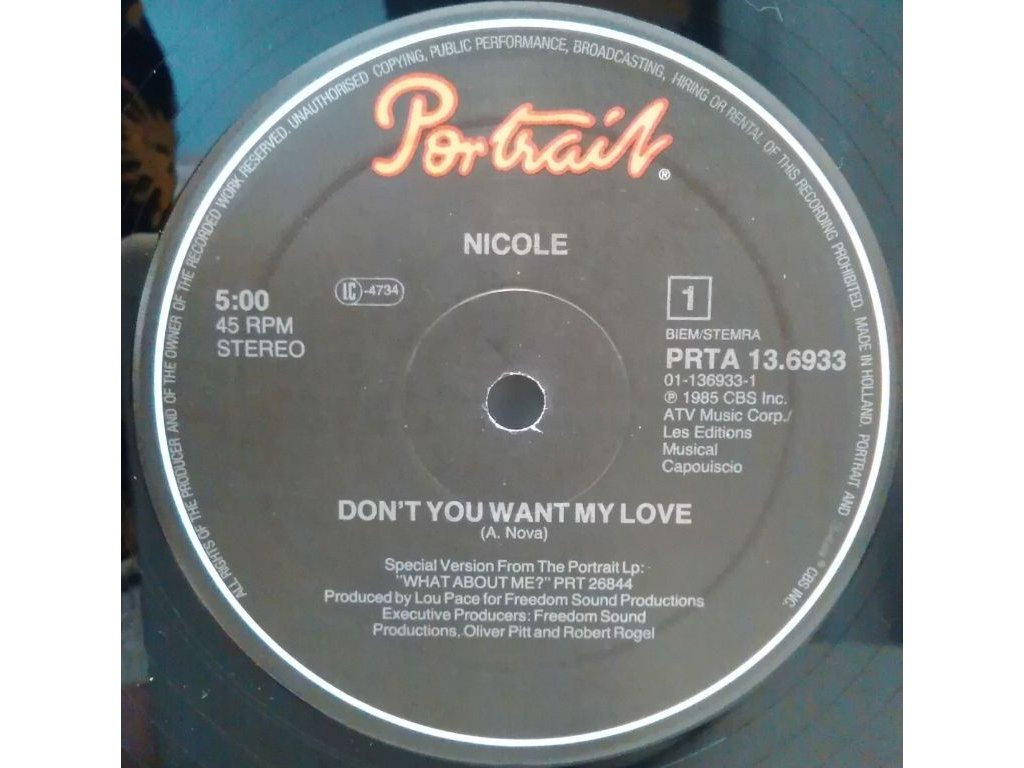 ALL RIGHTS OF THE PRODUCER AND OF THE OWNER OF THE RECORDED WORK RESERVED. UNAUTHORISED COPYING, PUBLIC PERFORMANCE, BROADCASTING, HIRING OR RENTAL OF THIS RECORDING PROHIBITED. MADE IN HOLLAND. PORTRAIT AND
® CBS INC.
Portrait®
NICOLE
5:00
45 RPM
STEREO
LC-4734
1
BIEM/STEMRA
PRTA 13.6933
01-136933-1
℗ 1985 CBS Inc.
ATV Music Corp./
Les Editions
Musical
Capouiscio
DON'T YOU WANT MY LOVE
(A. Nova)
Special Version From The Portrait Lp:
"WHAT ABOUT ME?" PRT 26844
Produced by Lou Pace for Freedom Sound Productions
Executive Producers: Freedom Sound
Productions, Oliver Pitt and Robert Rogel